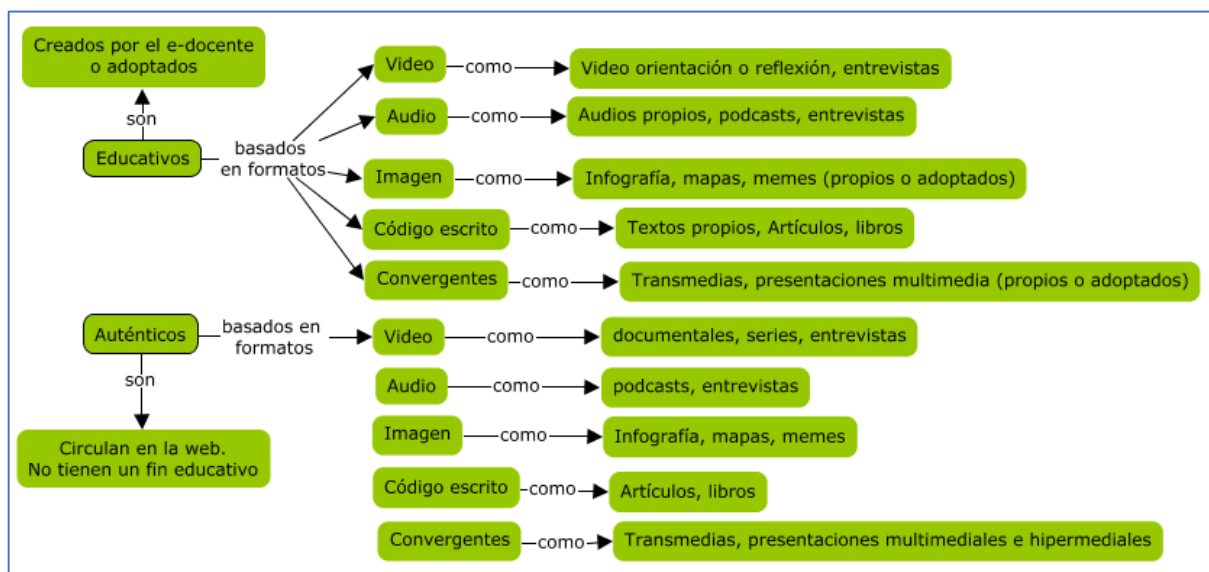 Creados por el e-docente
o adoptados
son
Educativos
basados
en formatos
Video
como
Video orientación o reflexión, entrevistas
Audio
como
Audios propios, podcasts, entrevistas
Imagen
como
Infografía, mapas, memes (propios o adoptados)
Código escrito
como
Textos propios, Artículos, libros
Convergentes
como
Transmedias, presentaciones multimedia (propios o adoptados)
Auténticos
basados en
formatos
son
Circulan en la web.
No tienen un fin educativo
Video
como
documentales, series, entrevistas
Audio
como
podcasts, entrevistas
Imagen
como
Infografía, mapas, memes
Código escrito
como
Artículos, libros
Convergentes
como
Transmedias, presentaciones multimediales e hipermediales